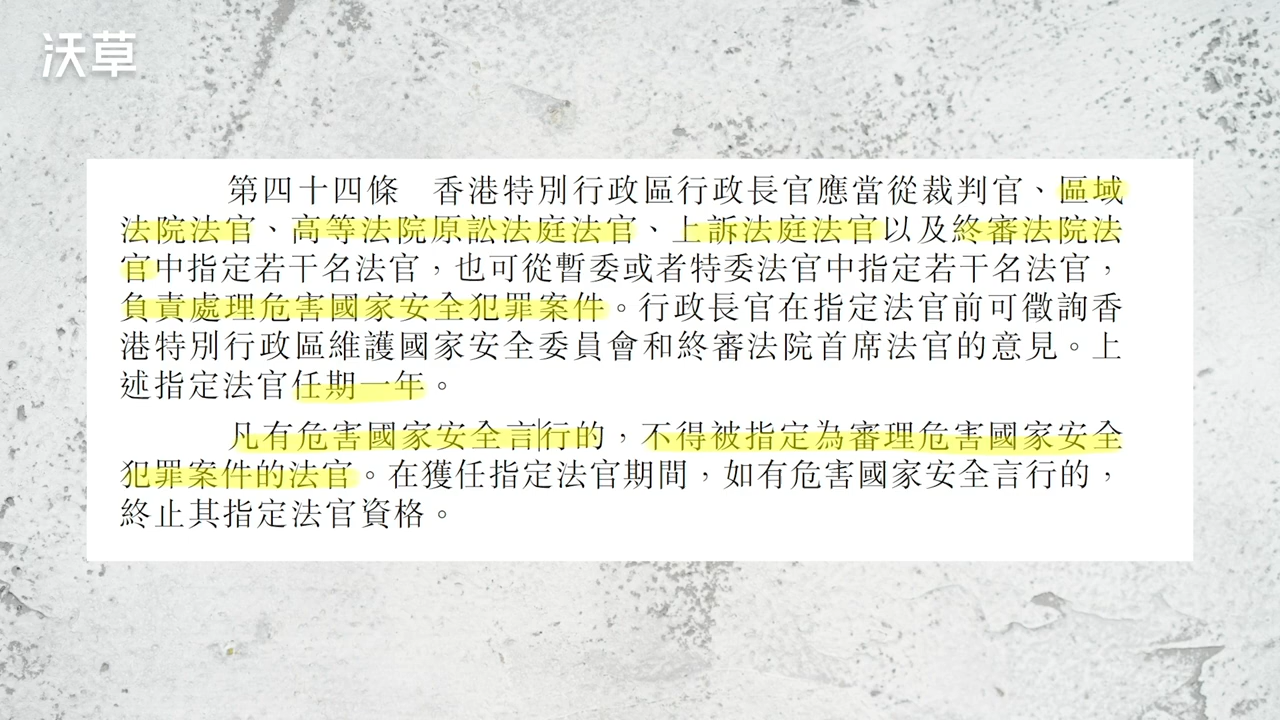 沃草
第四十四條　香港特別行政區行政長官應當從裁判官、區域
法院法官、高等法院原訟法庭法官、上訴法庭法官以及終審法院法
官中指定若干名法官，也可從暫委或者特委法官中指定若干名法官，
負責處理危害國家安全犯罪案件。行政長官在指定法官前可徵詢香
港特別行政區維護國家安全委員會和終審法院首席法官的意見。上
述指定法官任期一年。
凡有危害國家安全言行的，不得被指定為審理危害國家安全
犯罪案件的法官。在獲任指定法官期間，如有危害國家安全言行的，
終止其指定法官資格。